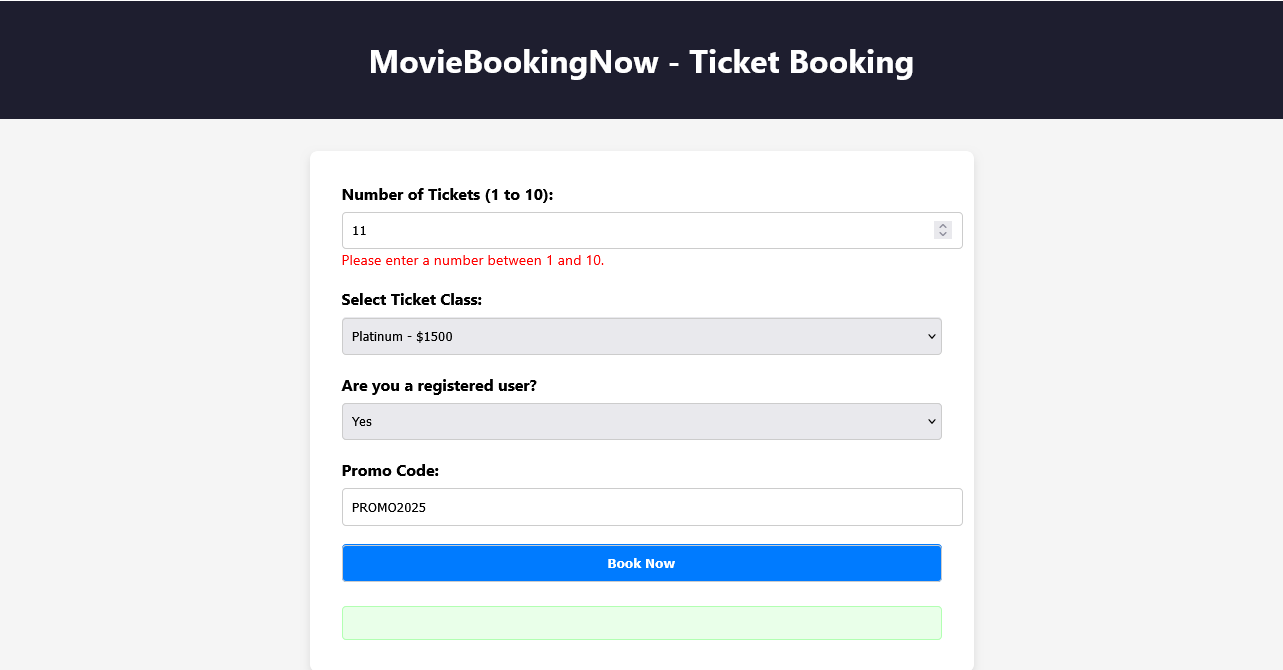 MovieBookingNow - Ticket Booking
Number of Tickets (1 to 10):
11
Please enter a number between 1 and 10.
Select Ticket Class:
Platinum - $1500
Are you a registered user?
Yes
Promo Code:
PROMO2025
Book Now